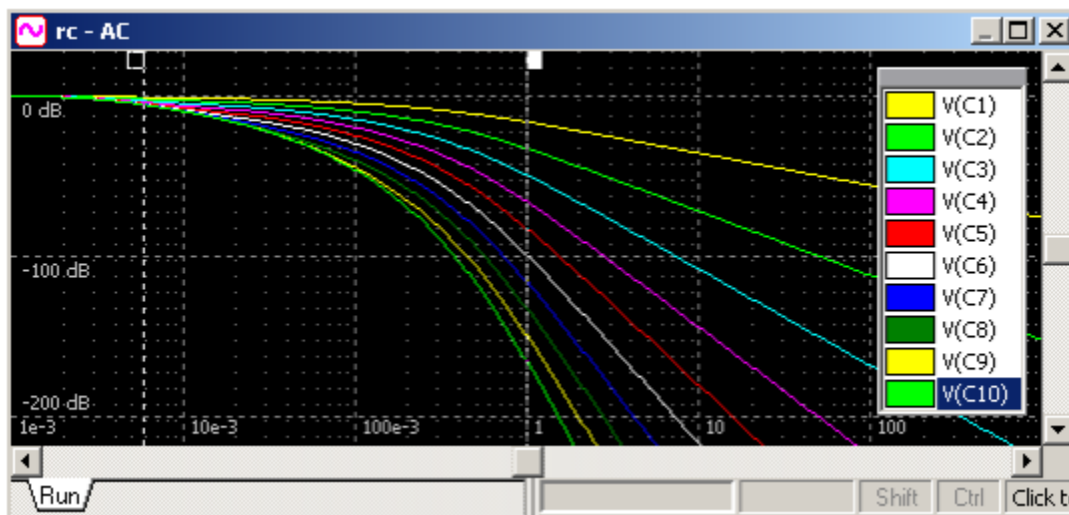 rc - AC
0 dB
-100 dB
-200 dB
1e-3 10e-3 100e-3 1 10 100
V(C1)
V(C2)
V(C3)
V(C4)
V(C5)
V(C6)
V(C7)
V(C8)
V(C9)
V(C10)
Run
Shift Ctrl Click t